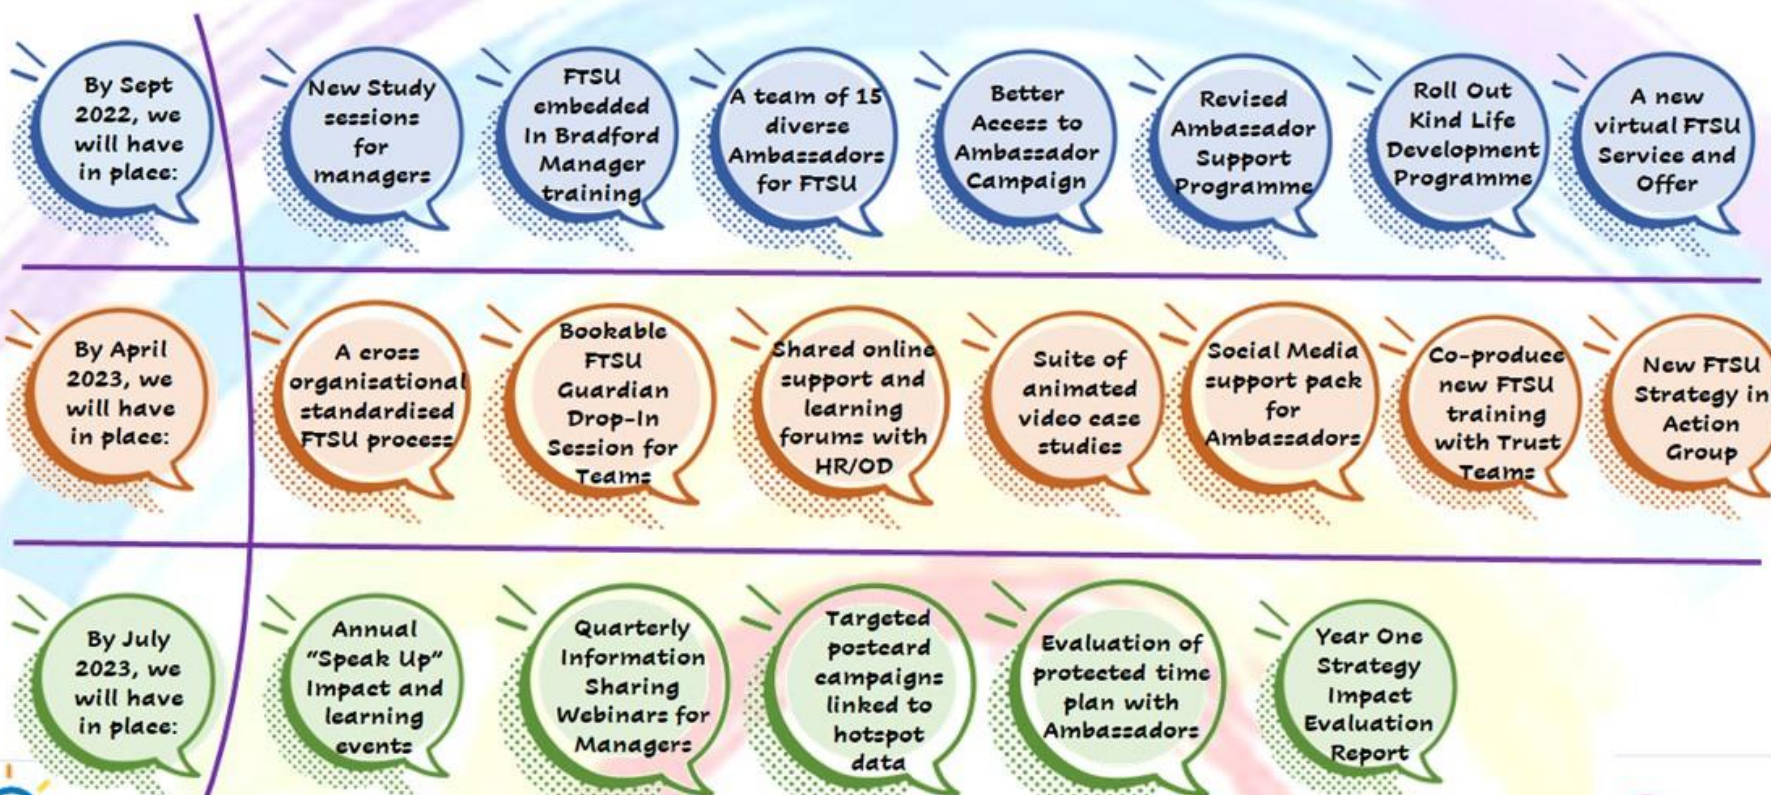 By Sept
2022, we
will have
in place:
New Study
sessions
for
managers
FTSU
embedded
In Bradford
Manager
training
A team of 15
diverse
Ambassadors
for FTSU
Better
Access to
Ambassador
Campaign
Revised
Ambassador
Support
Programme
Roll Out
Kind Life
Development
Programme
A new
virtual FTSU
Service and
Offer
By April
2023, we
will have
in place:
A cross
organisational
standardised
FTSU process
Bookable
FTSU
Guardian
Drop-In
Session for
Teams
Shared online
support and
learning
forums with
HR/OD
Suite of
animated
video case
studies
Social Media
support pack
for
Ambassadors
Co-produce
new FTSU
training
with Trust
Teams
New FTSU
Strategy in
Action
Group
By July
2023, we
will have
in place:
Annual
"Speak Up"
Impact and
learning
events
Quarterly
Information
Sharing
Webinars for
Managers
Targeted
postcard
campaigns
linked to
hotspot
data
Evaluation of
protected time
plan with
Ambassadors
Year One
Strategy
Impact
Evaluation
Report